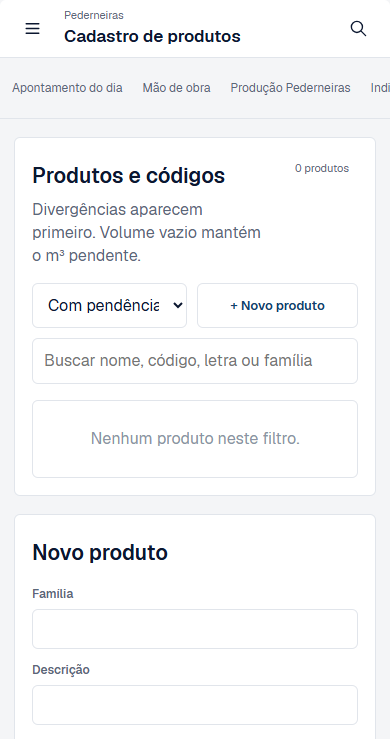 Pederneiras
Cadastro de produtos
Apontamento do dia Mão de obra Produção Pederneiras Indi
Produtos e códigos
0 produtos
Divergências aparecem
primeiro. Volume vazio mantém
o m³ pendente.
Com pendência
+ Novo produto
Buscar nome, código, letra ou família
Nenhum produto neste filtro.
Novo produto
Família
Descrição